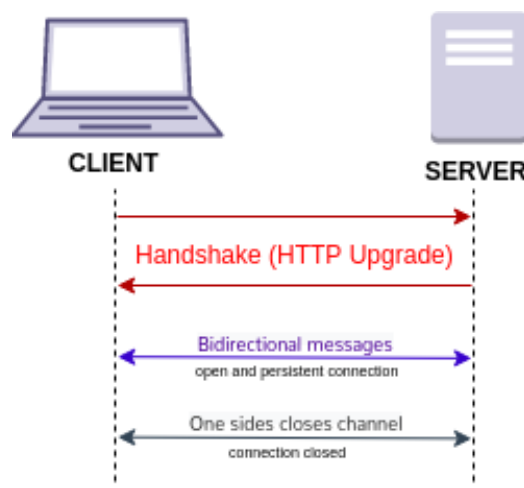 CLIENT
SERVER
Handshake (HTTP Upgrade)
Bidirectional messages
open and persistent connection
One sides closes channel
connection closed